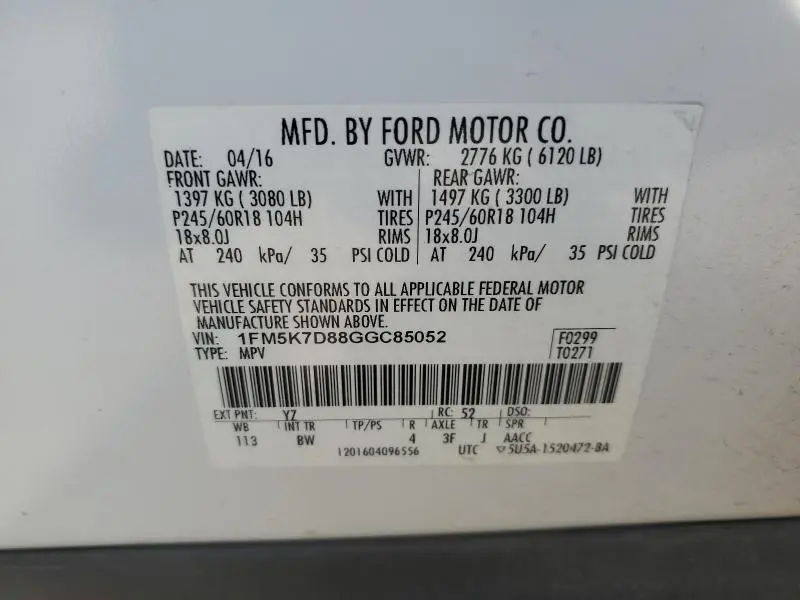 MFD. BY FORD MOTOR CO.
DATE: 04/16 GVWR: 2776 KG ( 6120 LB)
FRONT GAWR: REAR GAWR:
1397 KG ( 3080 LB) WITH 1497 KG ( 3300 LB) WITH
P245/60R18 104H TIRES P245/60R18 104H TIRES
18x8.0J RIMS 18x8.0J RIMS
AT 240 kPa/ 35 PSI COLD AT 240 kPa/ 35 PSI COLD
THIS VEHICLE CONFORMS TO ALL APPLICABLE FEDERAL MOTOR
VEHICLE SAFETY STANDARDS IN EFFECT ON THE DATE OF
MANUFACTURE SHOWN ABOVE.
VIN: 1FM5K7D88GGC85052 F0299
TYPE: MPV T0271
EXT PNT: YZ RC: 52 DSO:
WB INT TR TP/PS R AXLE TR SPR
113 BW 4 3F J AACC
1201604096556 UTC 5U5A-1520472-BA